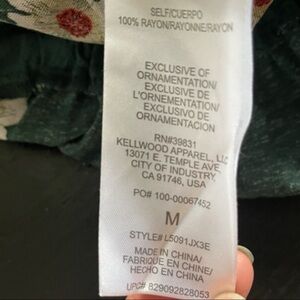 SELF/CUERPO
100% RAYON/RAYONNE/RAYON
EXCLUSIVE OF
ORNAMENTATION/
EXCLUSIVE DE
L'ORNEMENTATION/
EXCLUSIVO DE
ORNAMENTACION
RN#39831
KELLWOOD APPAREL, LLC
13071 E. TEMPLE AVE,
CITY OF INDUSTRY,
CA 91746, USA
PO# 100-00067452
M
STYLE# L5091JX3E
MADE IN CHINA/
FABRIQUE EN CHINE/
HECHO EN CHINA
UPC# 829092828053